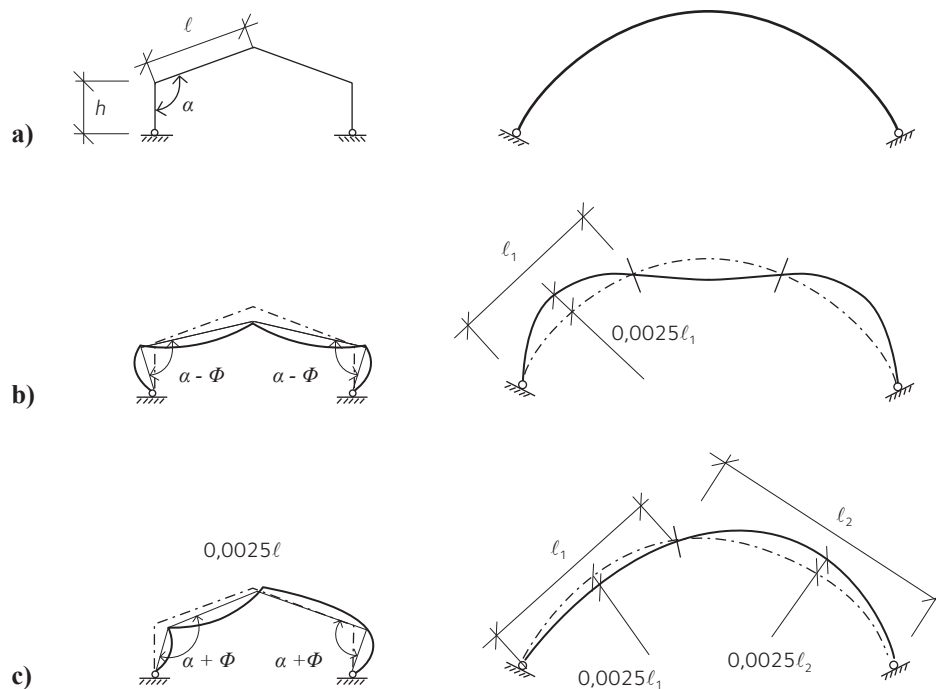 ℓ
h
α
a)
ℓ₁
0,0025ℓ₁
α - Φ
α - Φ
b)
0,0025ℓ
ℓ₁
ℓ₂
α + Φ
α +Φ
0,0025ℓ₁
0,0025ℓ₂
c)